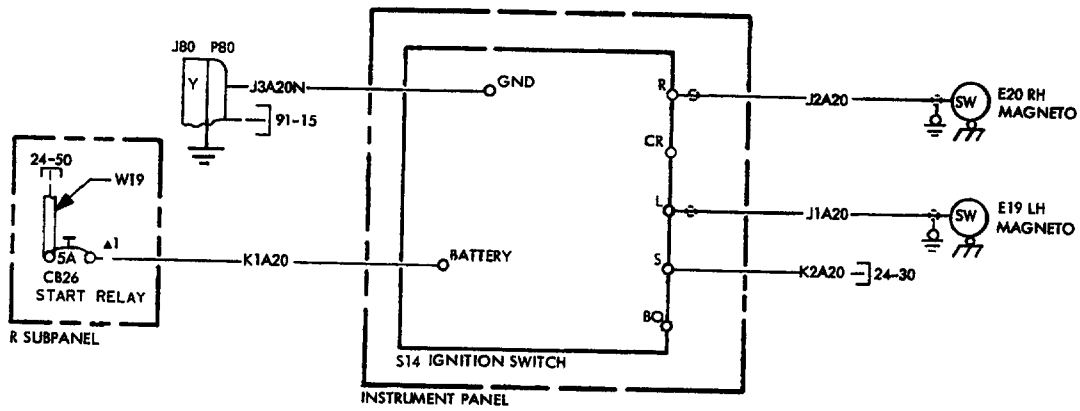 J80 P80
Y
J3A20N
91-15
GND
R
J2A20
SW
E20 RH
MAGNETO
CR
24-50
W19
L
J1A20
SW
E19 LH
MAGNETO
▲1
5A
K1A20
BATTERY
S
K2A20
24-30
CB26
START RELAY
BO
R SUBPANEL
S14 IGNITION SWITCH
INSTRUMENT PANEL